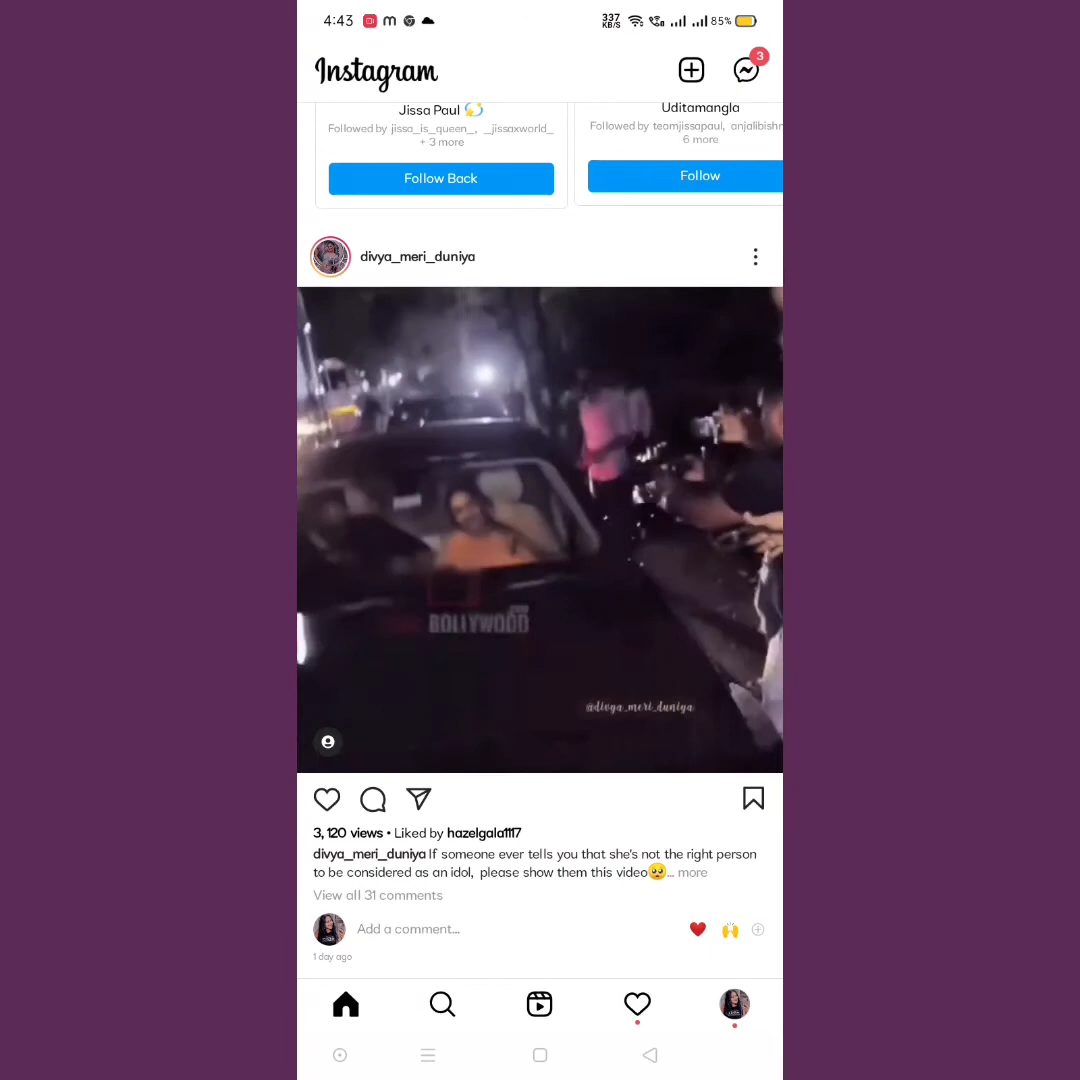 4:43 m 337 KB/S 85%
Instagram 3
Jissa Paul 💫
Followed by jissa_is_queen_, _jissaxworld_
+ 3 more
Follow Back
Uditamangla
Followed by teamjissapaul, anjalibishn
6 more
Follow
divya_meri_duniya
BOLLYWOOD
@divya_meri_duniya
3,120 views • Liked by hazelgala1117
divya_meri_duniya If someone ever tells you that she's not the right person
to be considered as an idol, please show them this video🥺... more
View all 31 comments
Add a comment... ❤️ 🙌
1 day ago